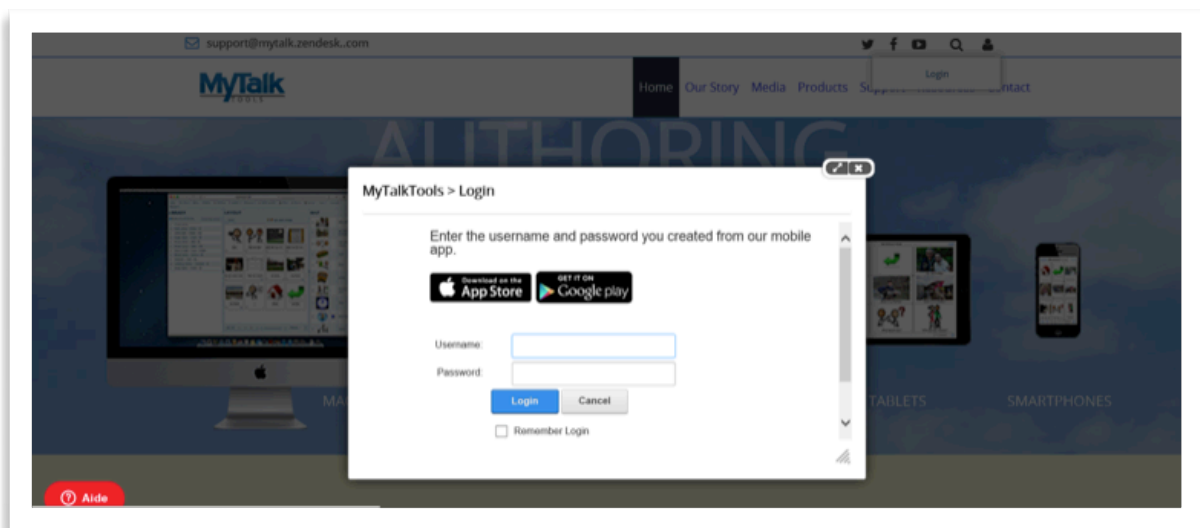 support@mytalk.zendesk..com
MyTalk
TOOLS
Login
Home Our Story Media Products
AUTHORING
MyTalkTools > Login
Enter the username and password you created from our mobile
app.
Download on the
App Store
GET IT ON
Google play
Username:
Password:
Login Cancel
Remember Login
TABLETS SMARTPHONES
Aide